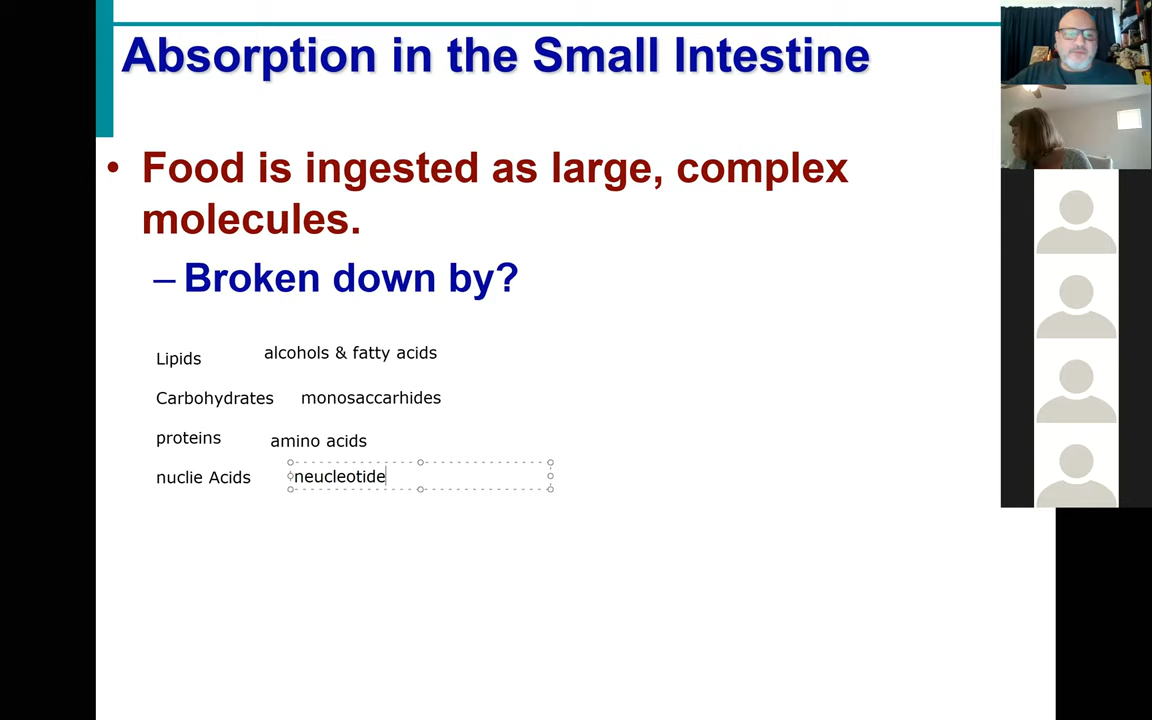 Absorption in the Small Intestine
• Food is ingested as large, complex
molecules.
– Broken down by?
Lipids alcohols & fatty acids
Carbohydrates monosaccarhides
proteins amino acids
nuclie Acids neucleotide